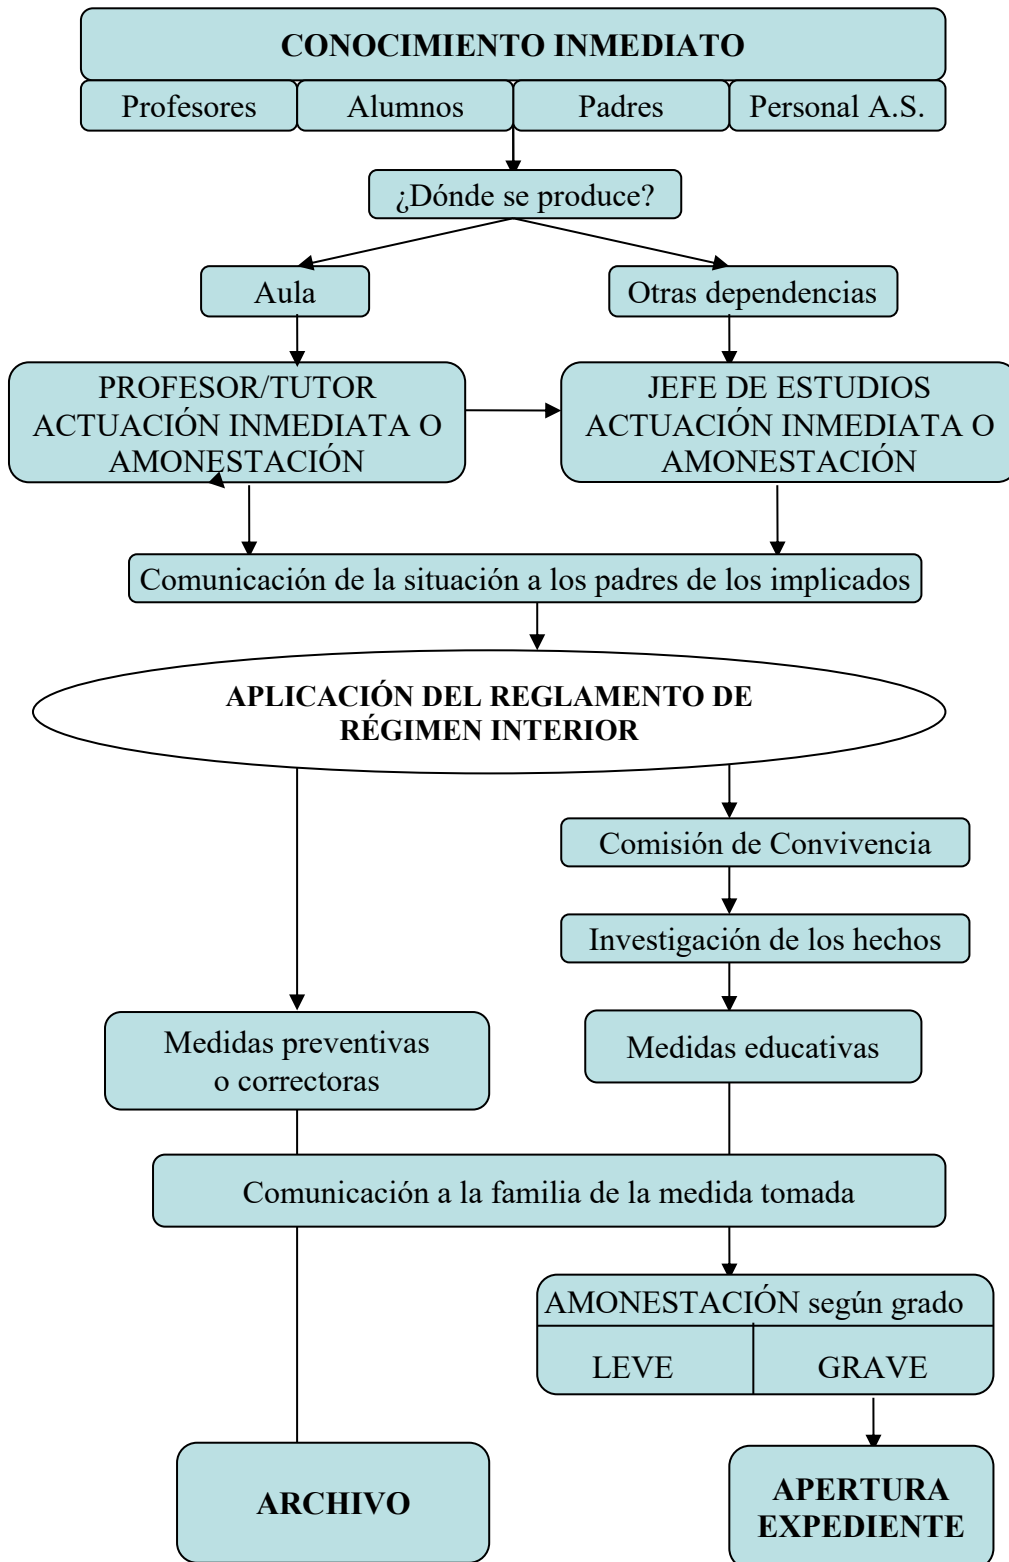 CONOCIMIENTO INMEDIATO
Profesores
Alumnos
Padres
Personal A.S.
¿Dónde se produce?
Aula
Otras dependencias
PROFESOR/TUTOR
ACTUACIÓN INMEDIATA O
AMONESTACIÓN
JEFE DE ESTUDIOS
ACTUACIÓN INMEDIATA O
AMONESTACIÓN
Comunicación de la situación a los padres de los implicados
APLICACIÓN DEL REGLAMENTO DE
RÉGIMEN INTERIOR
Comisión de Convivencia
Investigación de los hechos
Medidas preventivas
o correctoras
Medidas educativas
Comunicación a la familia de la medida tomada
AMONESTACIÓN según grado
LEVE
GRAVE
ARCHIVO
APERTURA
EXPEDIENTE